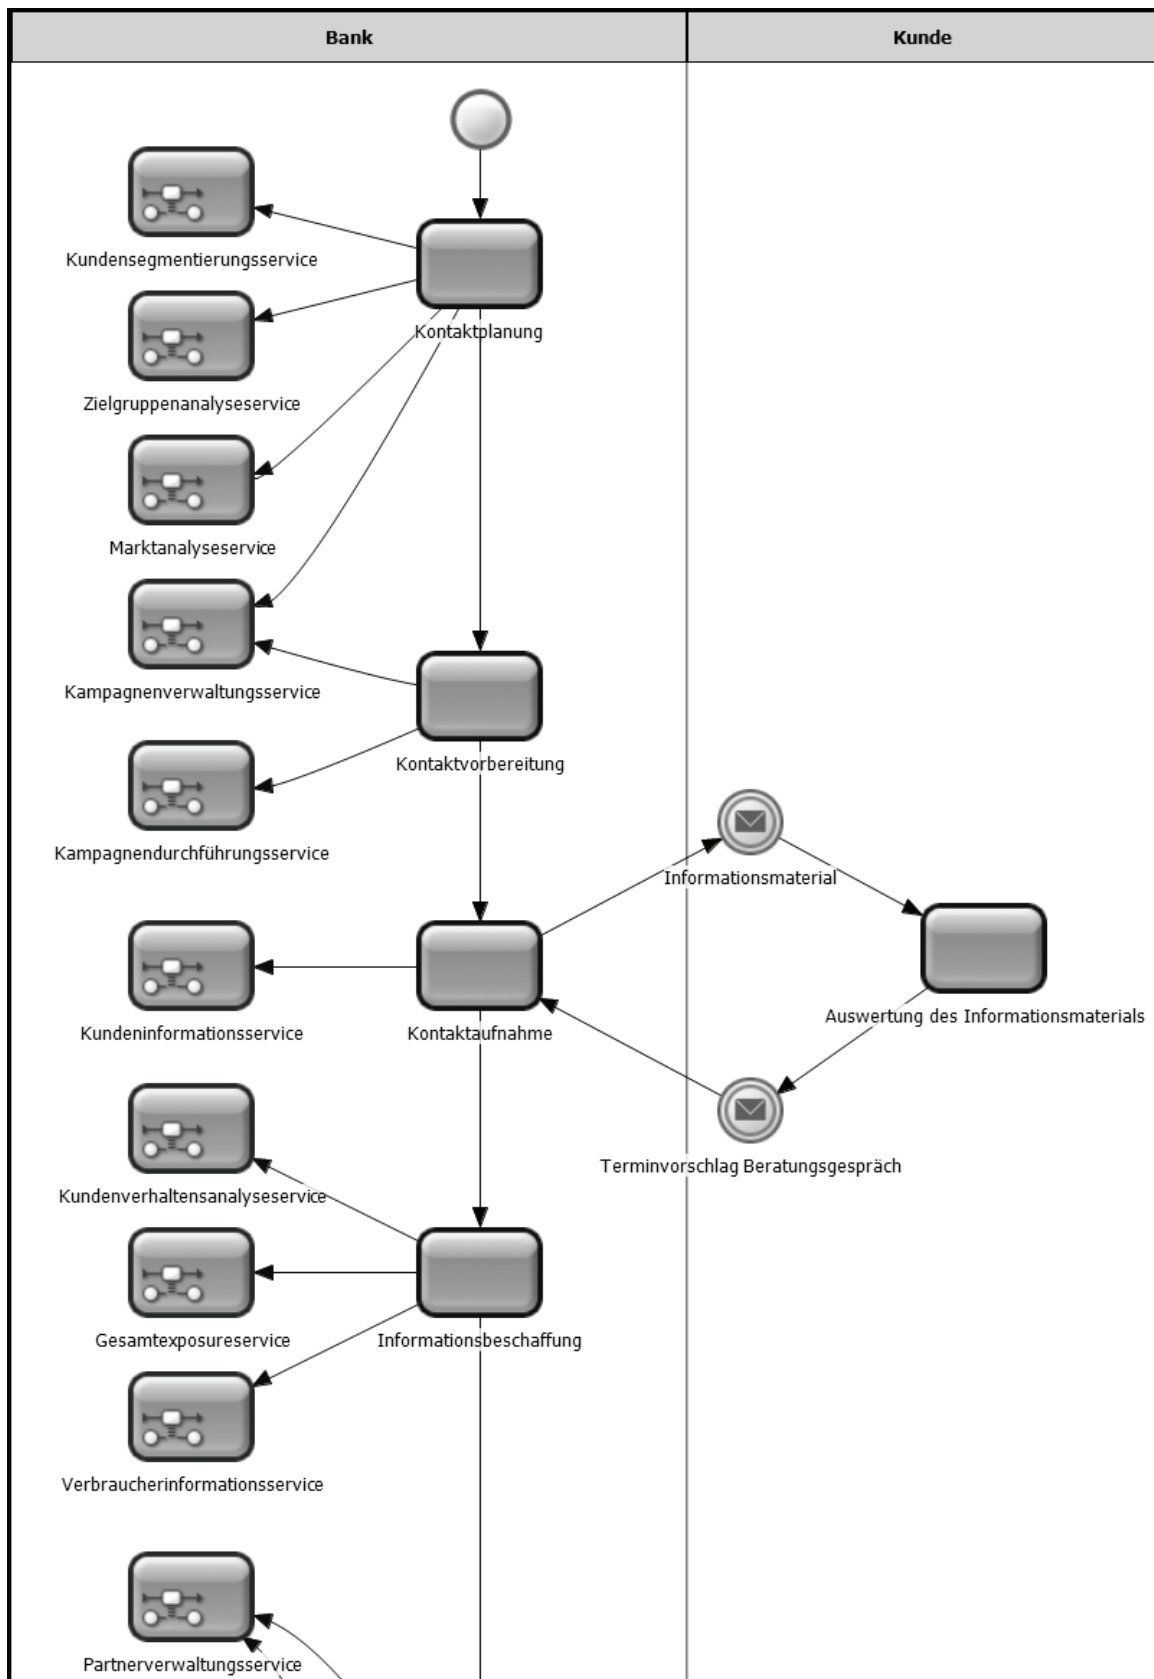 Bank
Kunde
Kundensegmentierungsservice
Kontaktplanung
Zielgruppenanalyseservice
Marktanalyseservice
Kampagnenverwaltungsservice
Kontaktvorbereitung
Kampagnendurchführungsservice
Informationsmaterial
Auswertung des Informationsmaterials
Kundeninformationsservice
Kontaktaufnahme
Terminvorschlag Beratungsgespräch
Kundenverhaltensanalyseservice
Gesamtexposureservice
Informationsbeschaffung
Verbraucherinformationsservice
Partnerverwaltungsservice